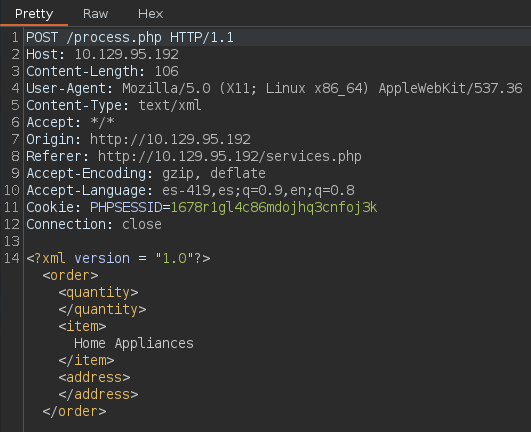 Pretty Raw Hex
1 POST /process.php HTTP/1.1
2 Host: 10.129.95.192
3 Content-Length: 106
4 User-Agent: Mozilla/5.0 (X11; Linux x86_64) AppleWebKit/537.36
5 Content-Type: text/xml
6 Accept: */*
7 Origin: http://10.129.95.192
8 Referer: http://10.129.95.192/services.php
9 Accept-Encoding: gzip, deflate
10 Accept-Language: es-419,es;q=0.9,en;q=0.8
11 Cookie: PHPSESSID=1678r1gl4c86mdojhq3cnfoj3k
12 Connection: close
13
14 <?xml version = "1.0"?>
<order>
<quantity>
</quantity>
<item>
Home Appliances
</item>
<address>
</address>
</order>